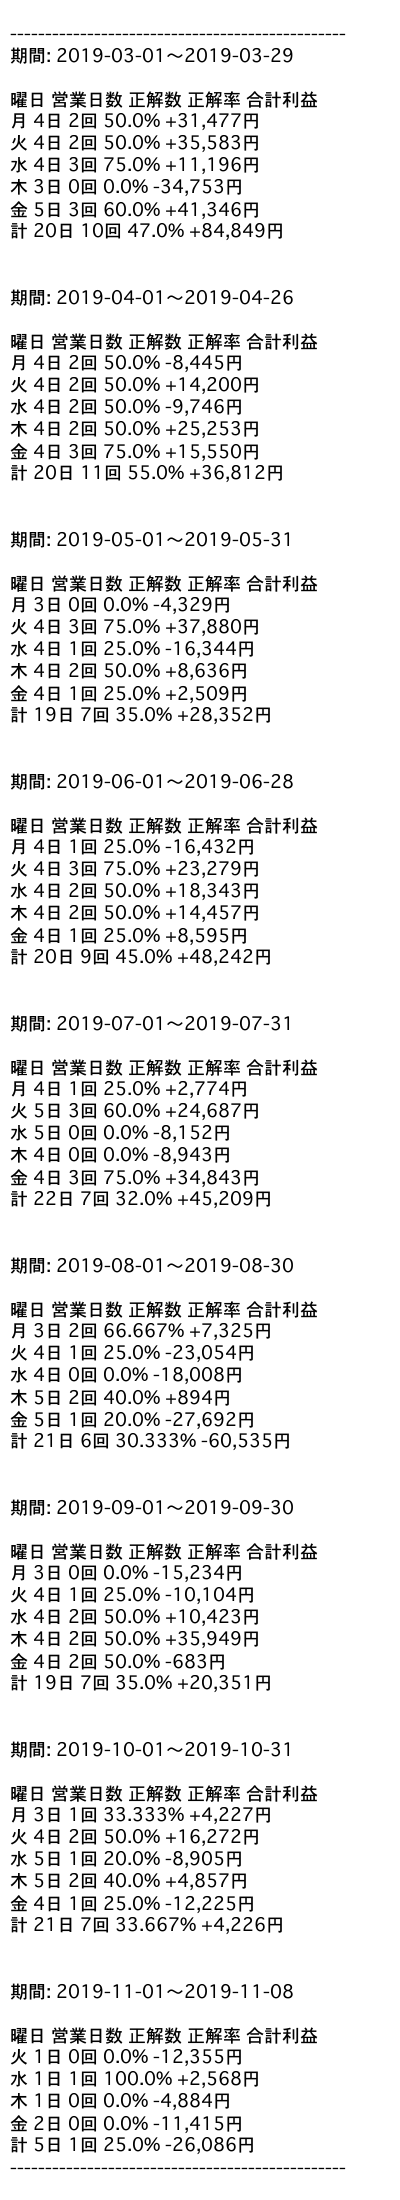 ------------------------------------------------
期間: 2019-03-01〜2019-03-29
曜日 営業日数 正解数 正解率 合計利益
月 4日 2回 50.0% +31,477円
火 4日 2回 50.0% +35,583円
水 4日 3回 75.0% +11,196円
木 3日 0回 0.0% -34,753円
金 5日 3回 60.0% +41,346円
計 20日 10回 47.0% +84,849円
期間: 2019-04-01〜2019-04-26
曜日 営業日数 正解数 正解率 合計利益
月 4日 2回 50.0% -8,445円
火 4日 2回 50.0% +14,200円
水 4日 2回 50.0% -9,746円
木 4日 2回 50.0% +25,253円
金 4日 3回 75.0% +15,550円
計 20日 11回 55.0% +36,812円
期間: 2019-05-01〜2019-05-31
曜日 営業日数 正解数 正解率 合計利益
月 3日 0回 0.0% -4,329円
火 4日 3回 75.0% +37,880円
水 4日 1回 25.0% -16,344円
木 4日 2回 50.0% +8,636円
金 4日 1回 25.0% +2,509円
計 19日 7回 35.0% +28,352円
期間: 2019-06-01〜2019-06-28
曜日 営業日数 正解数 正解率 合計利益
月 4日 1回 25.0% -16,432円
火 4日 3回 75.0% +23,279円
水 4日 2回 50.0% +18,343円
木 4日 2回 50.0% +14,457円
金 4日 1回 25.0% +8,595円
計 20日 9回 45.0% +48,242円
期間: 2019-07-01〜2019-07-31
曜日 営業日数 正解数 正解率 合計利益
月 4日 1回 25.0% +2,774円
火 5日 3回 60.0% +24,687円
水 5日 0回 0.0% -8,152円
木 4日 0回 0.0% -8,943円
金 4日 3回 75.0% +34,843円
計 22日 7回 32.0% +45,209円
期間: 2019-08-01〜2019-08-30
曜日 営業日数 正解数 正解率 合計利益
月 3日 2回 66.667% +7,325円
火 4日 1回 25.0% -23,054円
水 4日 0回 0.0% -18,008円
木 5日 2回 40.0% +894円
金 5日 1回 20.0% -27,692円
計 21日 6回 30.333% -60,535円
期間: 2019-09-01〜2019-09-30
曜日 営業日数 正解数 正解率 合計利益
月 3日 0回 0.0% -15,234円
火 4日 1回 25.0% -10,104円
水 4日 2回 50.0% +10,423円
木 4日 2回 50.0% +35,949円
金 4日 2回 50.0% -683円
計 19日 7回 35.0% +20,351円
期間: 2019-10-01〜2019-10-31
曜日 営業日数 正解数 正解率 合計利益
月 3日 1回 33.333% +4,227円
火 4日 2回 50.0% +16,272円
水 5日 1回 20.0% -8,905円
木 5日 2回 40.0% +4,857円
金 4日 1回 25.0% -12,225円
計 21日 7回 33.667% +4,226円
期間: 2019-11-01〜2019-11-08
曜日 営業日数 正解数 正解率 合計利益
火 1日 0回 0.0% -12,355円
水 1日 1回 100.0% +2,568円
木 1日 0回 0.0% -4,884円
金 2日 0回 0.0% -11,415円
計 5日 1回 25.0% -26,086円
------------------------------------------------